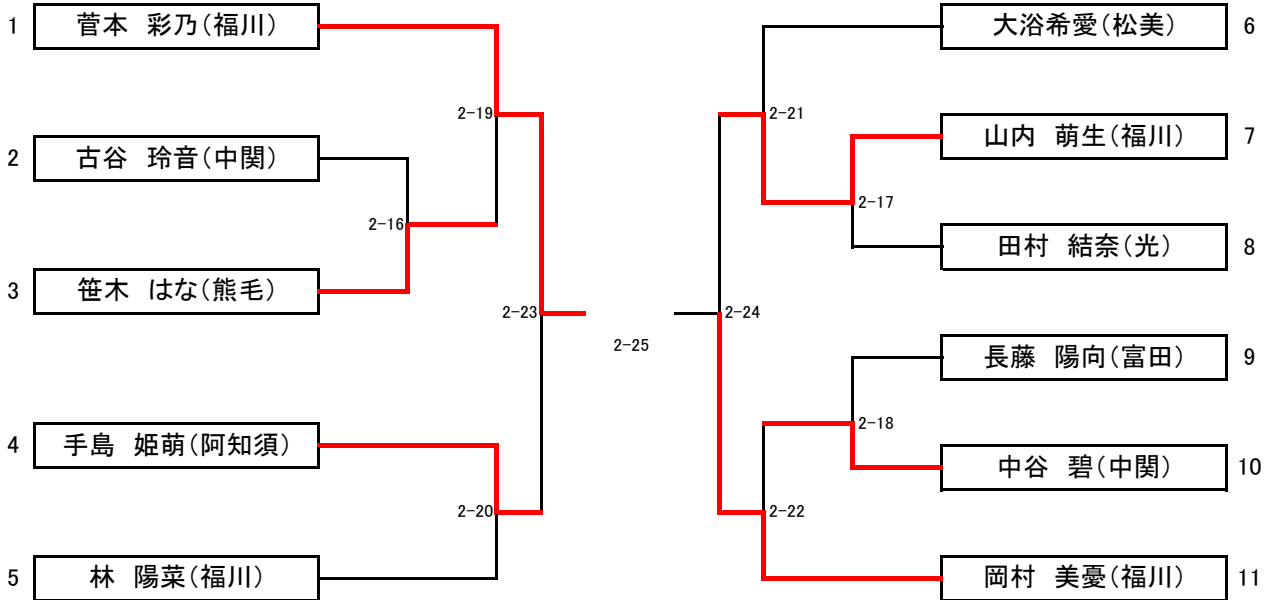 1 菅本 彩乃(福川)
2-19
2 古谷 玲音(中関)
2-16
3 笹木 はな(熊毛)
2-23
4 手島 姫萌(阿知須)
2-20
5 林 陽菜(福川)
2-25
大浴希愛(松美) 6
2-21
山内 萌生(福川) 7
2-17
田村 結奈(光) 8
2-24
長藤 陽向(富田) 9
2-18
中谷 碧(中関) 10
2-22
岡村 美憂(福川) 11